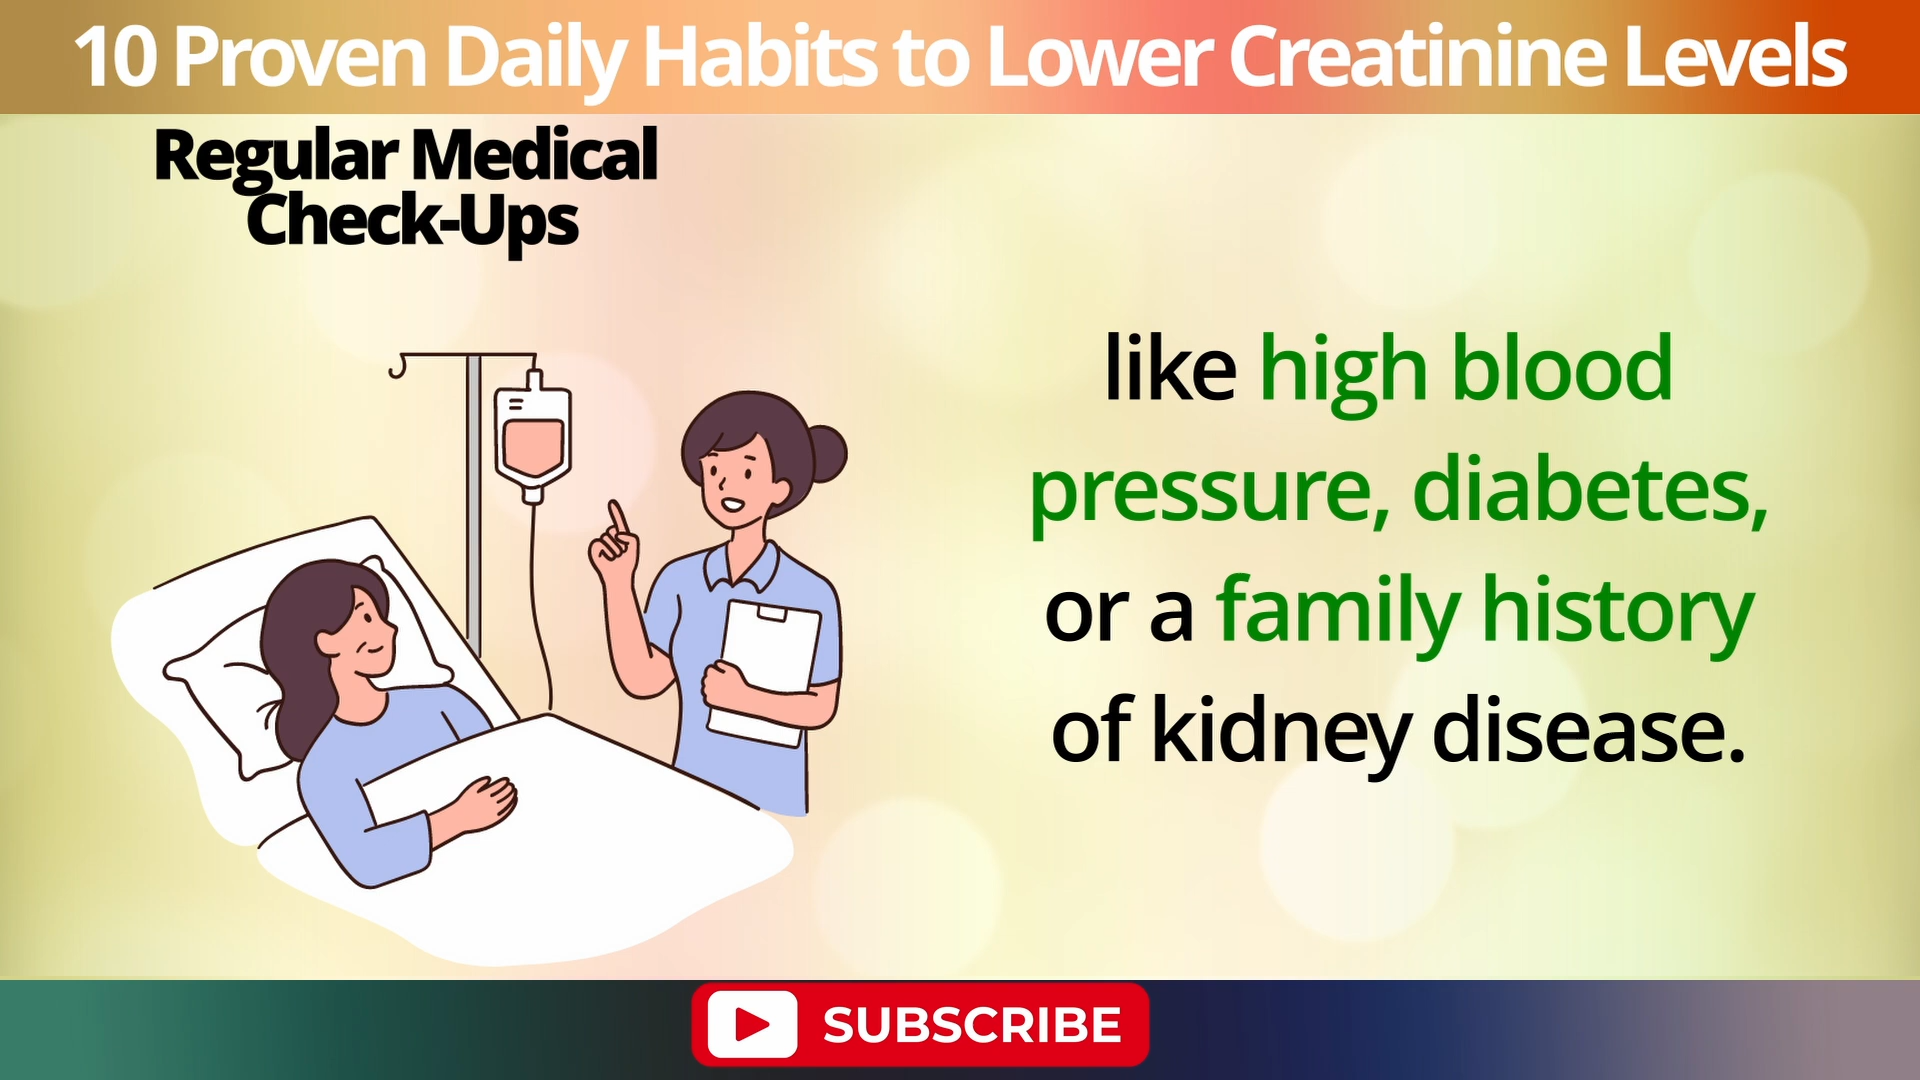 10 Proven Daily Habits to Lower Creatinine Levels
Regular Medical
Check-Ups
like high blood
pressure, diabetes,
or a family history
of kidney disease.
SUBSCRIBE